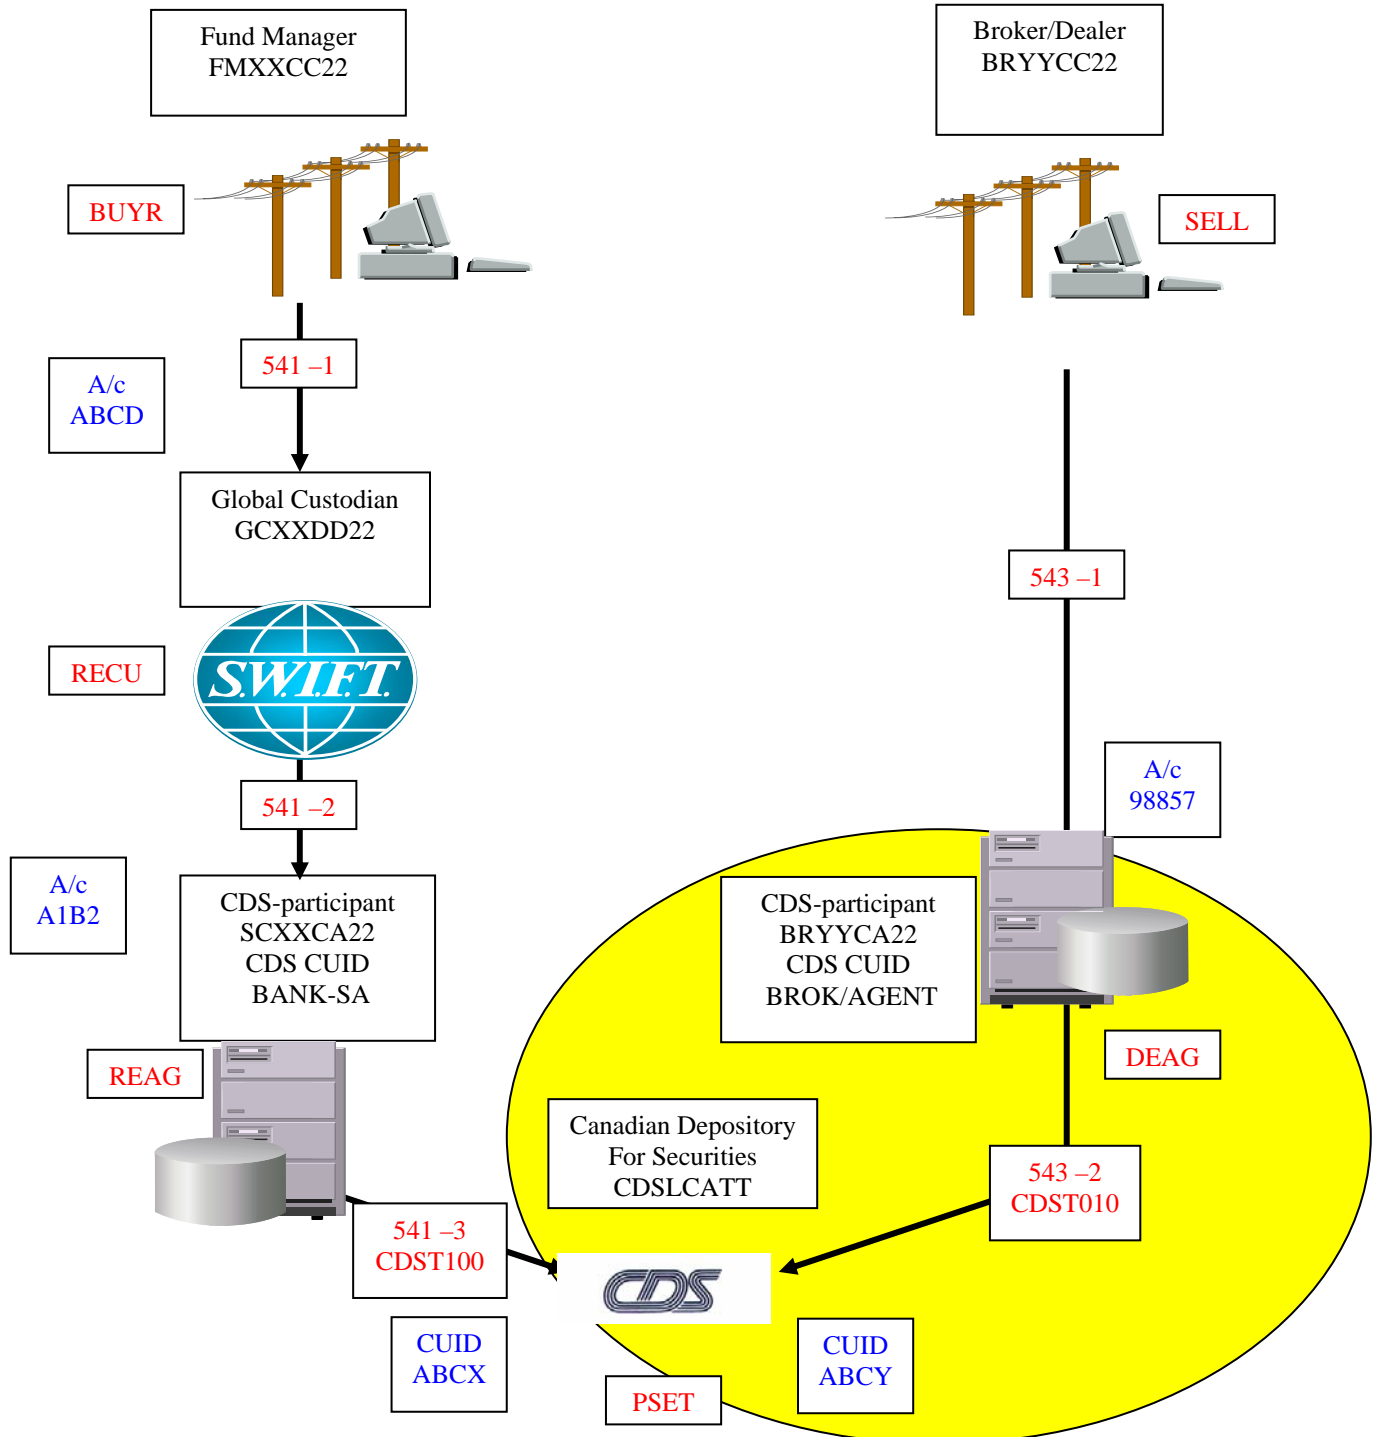 Fund Manager
FMXXCC22
Broker/Dealer
BRYYCC22
BUYR
SELL
541 –1
A/c
ABCD
Global Custodian
GCXXDD22
543 –1
RECU
S.W.I.F.T.
541 –2
A/c
98857
A/c
A1B2
CDS-participant
SCXXCA22
CDS CUID
BANK-SA
CDS-participant
BRYYCA22
CDS CUID
BROK/AGENT
REAG
DEAG
Canadian Depository
For Securities
CDSLCATT
543 –2
CDST010
541 –3
CDST100
CDS
CUID
ABCX
CUID
ABCY
PSET